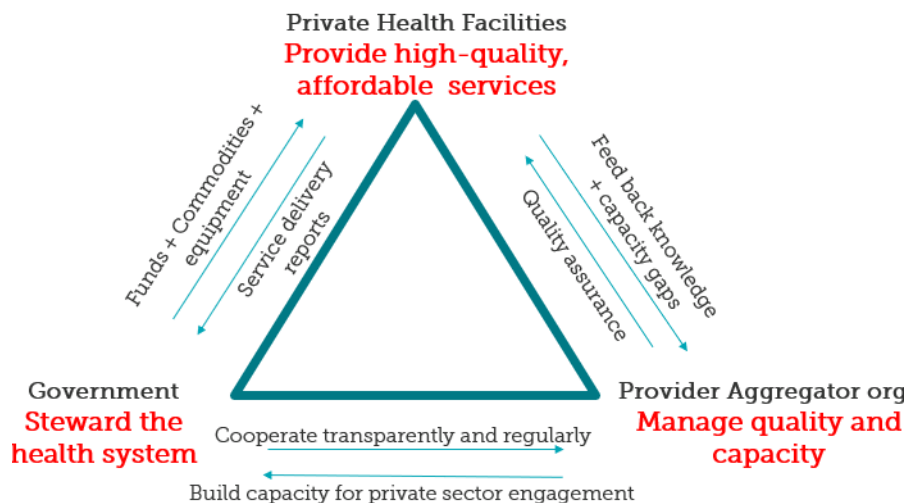 Private Health Facilities
Provide high-quality,
affordable services
Funds + Commodities +
equipment
Service delivery
reports
Feed back knowledge
+ capacity gaps
Quality assurance
Government
Steward the
health system
Provider Aggregator org
Manage quality and
capacity
Cooperate transparently and regularly
Build capacity for private sector engagement